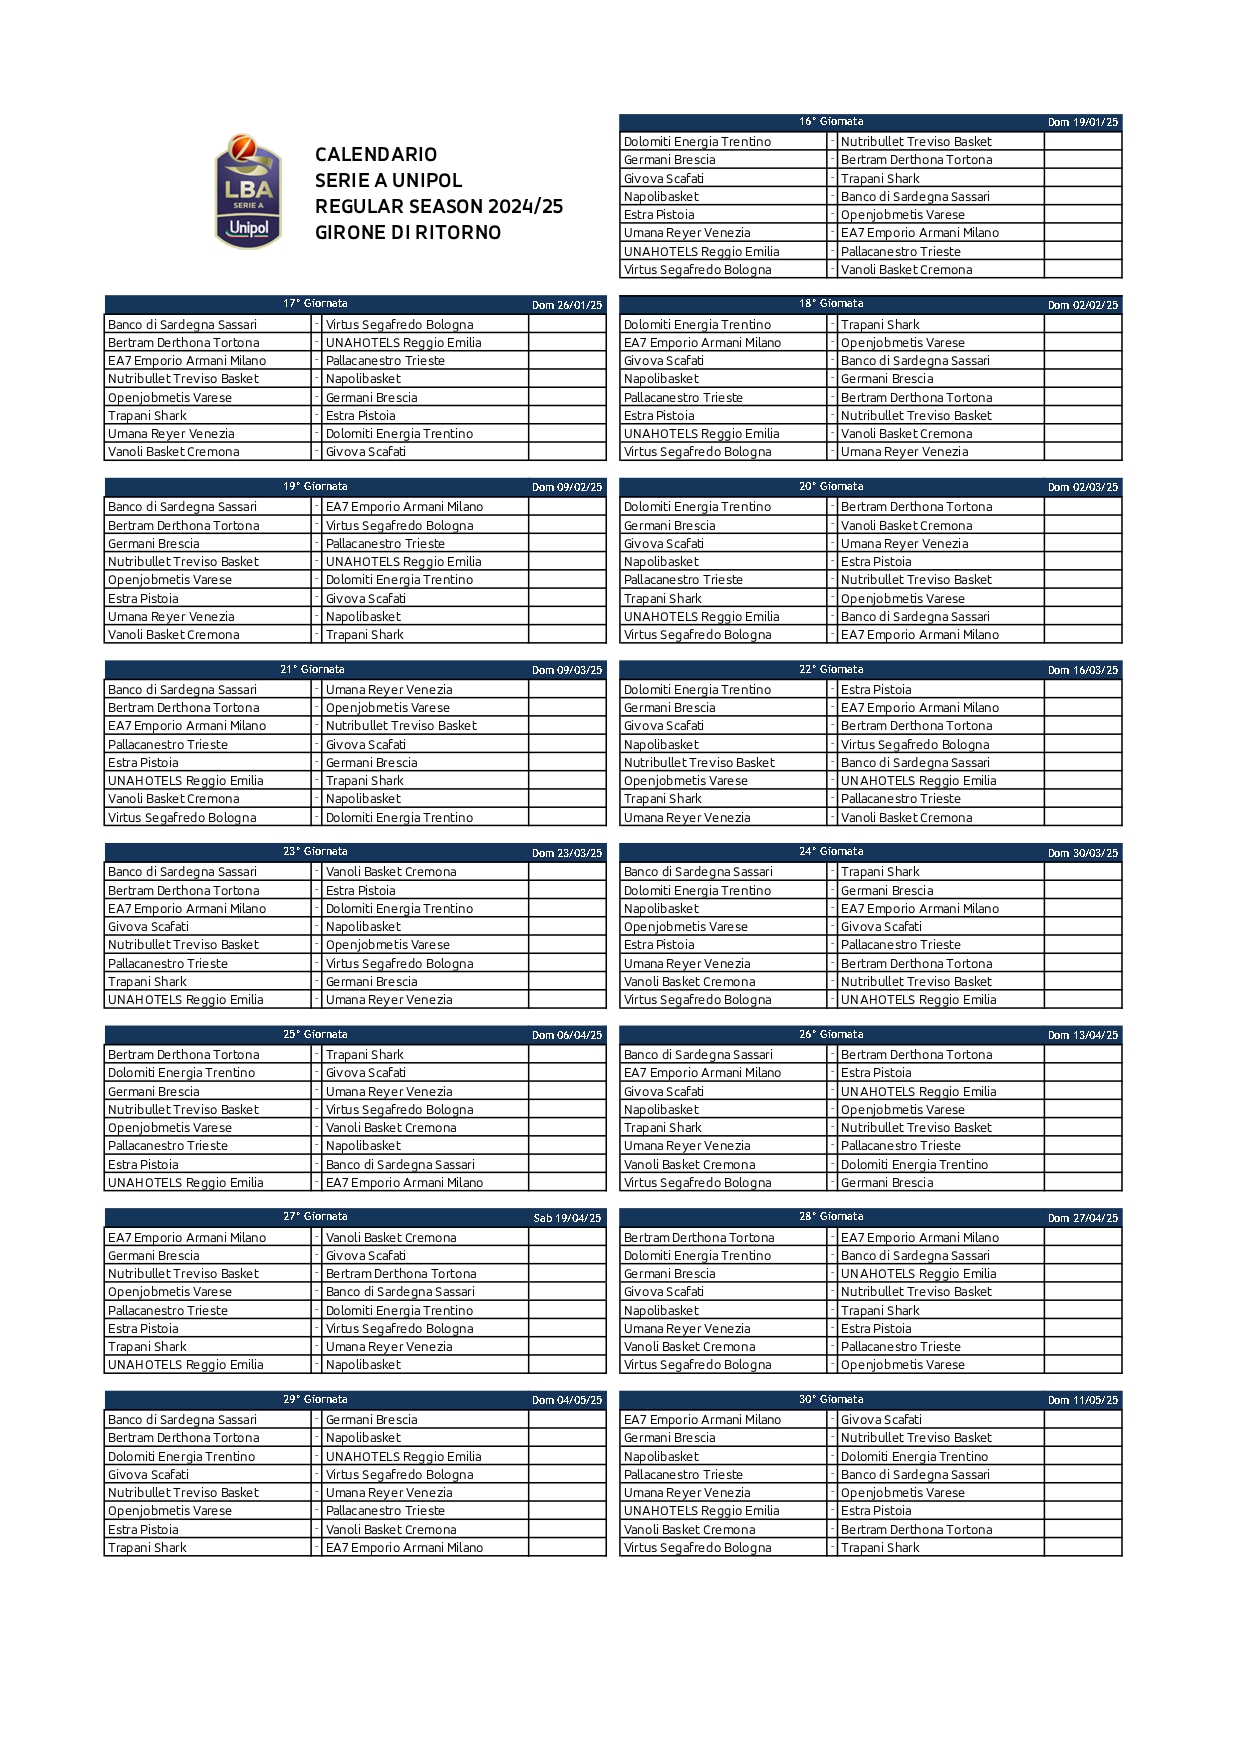 LBA
SERIE A
Unipol
CALENDARIO
SERIE A UNIPOL
REGULAR SEASON 2024/25
GIRONE DI RITORNO
16° Giornata Dom 19/01/25
Dolomiti Energia Trentino - Nutribullet Treviso Basket
Germani Brescia - Bertram Derthona Tortona
Givova Scafati - Trapani Shark
Napolibasket - Banco di Sardegna Sassari
Estra Pistoia - Openjobmetis Varese
Umana Reyer Venezia - EA7 Emporio Armani Milano
UNAHOTELS Reggio Emilia - Pallacanestro Trieste
Virtus Segafredo Bologna - Vanoli Basket Cremona
17° Giornata Dom 26/01/25
Banco di Sardegna Sassari - Virtus Segafredo Bologna
Bertram Derthona Tortona - UNAHOTELS Reggio Emilia
EA7 Emporio Armani Milano - Pallacanestro Trieste
Nutribullet Treviso Basket - Napolibasket
Openjobmetis Varese - Germani Brescia
Trapani Shark - Estra Pistoia
Umana Reyer Venezia - Dolomiti Energia Trentino
Vanoli Basket Cremona - Givova Scafati
18° Giornata Dom 02/02/25
Dolomiti Energia Trentino - Trapani Shark
EA7 Emporio Armani Milano - Openjobmetis Varese
Givova Scafati - Banco di Sardegna Sassari
Napolibasket - Germani Brescia
Pallacanestro Trieste - Bertram Derthona Tortona
Estra Pistoia - Nutribullet Treviso Basket
UNAHOTELS Reggio Emilia - Vanoli Basket Cremona
Virtus Segafredo Bologna - Umana Reyer Venezia
19° Giornata Dom 09/02/25
Banco di Sardegna Sassari - EA7 Emporio Armani Milano
Bertram Derthona Tortona - Virtus Segafredo Bologna
Germani Brescia - Pallacanestro Trieste
Nutribullet Treviso Basket - UNAHOTELS Reggio Emilia
Openjobmetis Varese - Dolomiti Energia Trentino
Estra Pistoia - Givova Scafati
Umana Reyer Venezia - Napolibasket
Vanoli Basket Cremona - Trapani Shark
20° Giornata Dom 02/03/25
Dolomiti Energia Trentino - Bertram Derthona Tortona
Germani Brescia - Vanoli Basket Cremona
Givova Scafati - Umana Reyer Venezia
Napolibasket - Estra Pistoia
Pallacanestro Trieste - Nutribullet Treviso Basket
Trapani Shark - Openjobmetis Varese
UNAHOTELS Reggio Emilia - Banco di Sardegna Sassari
Virtus Segafredo Bologna - EA7 Emporio Armani Milano
21° Giornata Dom 09/03/25
Banco di Sardegna Sassari - Umana Reyer Venezia
Bertram Derthona Tortona - Openjobmetis Varese
EA7 Emporio Armani Milano - Nutribullet Treviso Basket
Pallacanestro Trieste - Givova Scafati
Estra Pistoia - Germani Brescia
UNAHOTELS Reggio Emilia - Trapani Shark
Vanoli Basket Cremona - Napolibasket
Virtus Segafredo Bologna - Dolomiti Energia Trentino
22° Giornata Dom 16/03/25
Dolomiti Energia Trentino - Estra Pistoia
Germani Brescia - EA7 Emporio Armani Milano
Givova Scafati - Bertram Derthona Tortona
Napolibasket - Virtus Segafredo Bologna
Nutribullet Treviso Basket - Banco di Sardegna Sassari
Openjobmetis Varese - UNAHOTELS Reggio Emilia
Trapani Shark - Pallacanestro Trieste
Umana Reyer Venezia - Vanoli Basket Cremona
23° Giornata Dom 23/03/25
Banco di Sardegna Sassari - Vanoli Basket Cremona
Bertram Derthona Tortona - Estra Pistoia
EA7 Emporio Armani Milano - Dolomiti Energia Trentino
Givova Scafati - Napolibasket
Nutribullet Treviso Basket - Openjobmetis Varese
Pallacanestro Trieste - Virtus Segafredo Bologna
Trapani Shark - Germani Brescia
UNAHOTELS Reggio Emilia - Umana Reyer Venezia
24° Giornata Dom 30/03/25
Banco di Sardegna Sassari - Trapani Shark
Dolomiti Energia Trentino - Germani Brescia
Napolibasket - EA7 Emporio Armani Milano
Openjobmetis Varese - Givova Scafati
Estra Pistoia - Pallacanestro Trieste
Umana Reyer Venezia - Bertram Derthona Tortona
Vanoli Basket Cremona - Nutribullet Treviso Basket
Virtus Segafredo Bologna - UNAHOTELS Reggio Emilia
25° Giornata Dom 06/04/25
Bertram Derthona Tortona - Trapani Shark
Dolomiti Energia Trentino - Givova Scafati
Germani Brescia - Umana Reyer Venezia
Nutribullet Treviso Basket - Virtus Segafredo Bologna
Openjobmetis Varese - Vanoli Basket Cremona
Pallacanestro Trieste - Napolibasket
Estra Pistoia - Banco di Sardegna Sassari
UNAHOTELS Reggio Emilia - EA7 Emporio Armani Milano
26° Giornata Dom 13/04/25
Banco di Sardegna Sassari - Bertram Derthona Tortona
EA7 Emporio Armani Milano - Estra Pistoia
Givova Scafati - UNAHOTELS Reggio Emilia
Napolibasket - Openjobmetis Varese
Trapani Shark - Nutribullet Treviso Basket
Umana Reyer Venezia - Pallacanestro Trieste
Vanoli Basket Cremona - Dolomiti Energia Trentino
Virtus Segafredo Bologna - Germani Brescia
27° Giornata Sab 19/04/25
EA7 Emporio Armani Milano - Vanoli Basket Cremona
Germani Brescia - Givova Scafati
Nutribullet Treviso Basket - Bertram Derthona Tortona
Openjobmetis Varese - Banco di Sardegna Sassari
Pallacanestro Trieste - Dolomiti Energia Trentino
Estra Pistoia - Virtus Segafredo Bologna
Trapani Shark - Umana Reyer Venezia
UNAHOTELS Reggio Emilia - Napolibasket
28° Giornata Dom 27/04/25
Bertram Derthona Tortona - EA7 Emporio Armani Milano
Dolomiti Energia Trentino - Banco di Sardegna Sassari
Germani Brescia - UNAHOTELS Reggio Emilia
Givova Scafati - Nutribullet Treviso Basket
Napolibasket - Trapani Shark
Umana Reyer Venezia - Estra Pistoia
Vanoli Basket Cremona - Pallacanestro Trieste
Virtus Segafredo Bologna - Openjobmetis Varese
29° Giornata Dom 04/05/25
Banco di Sardegna Sassari - Germani Brescia
Bertram Derthona Tortona - Napolibasket
Dolomiti Energia Trentino - UNAHOTELS Reggio Emilia
Givova Scafati - Virtus Segafredo Bologna
Nutribullet Treviso Basket - Umana Reyer Venezia
Openjobmetis Varese - Pallacanestro Trieste
Estra Pistoia - Vanoli Basket Cremona
Trapani Shark - EA7 Emporio Armani Milano
30° Giornata Dom 11/05/25
EA7 Emporio Armani Milano - Givova Scafati
Germani Brescia - Nutribullet Treviso Basket
Napolibasket - Dolomiti Energia Trentino
Pallacanestro Trieste - Banco di Sardegna Sassari
Umana Reyer Venezia - Openjobmetis Varese
UNAHOTELS Reggio Emilia - Estra Pistoia
Vanoli Basket Cremona - Bertram Derthona Tortona
Virtus Segafredo Bologna - Trapani Shark